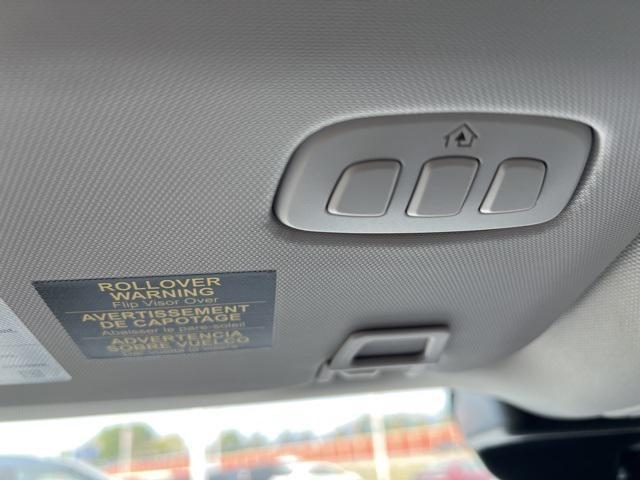 ROLLOVER
WARNING
Flip Visor Over
AVERTISSEMENT
DE CAPOTAGE
Abaisser le pare-soleil
ADVERTENCIA
SOBRE VUELCO